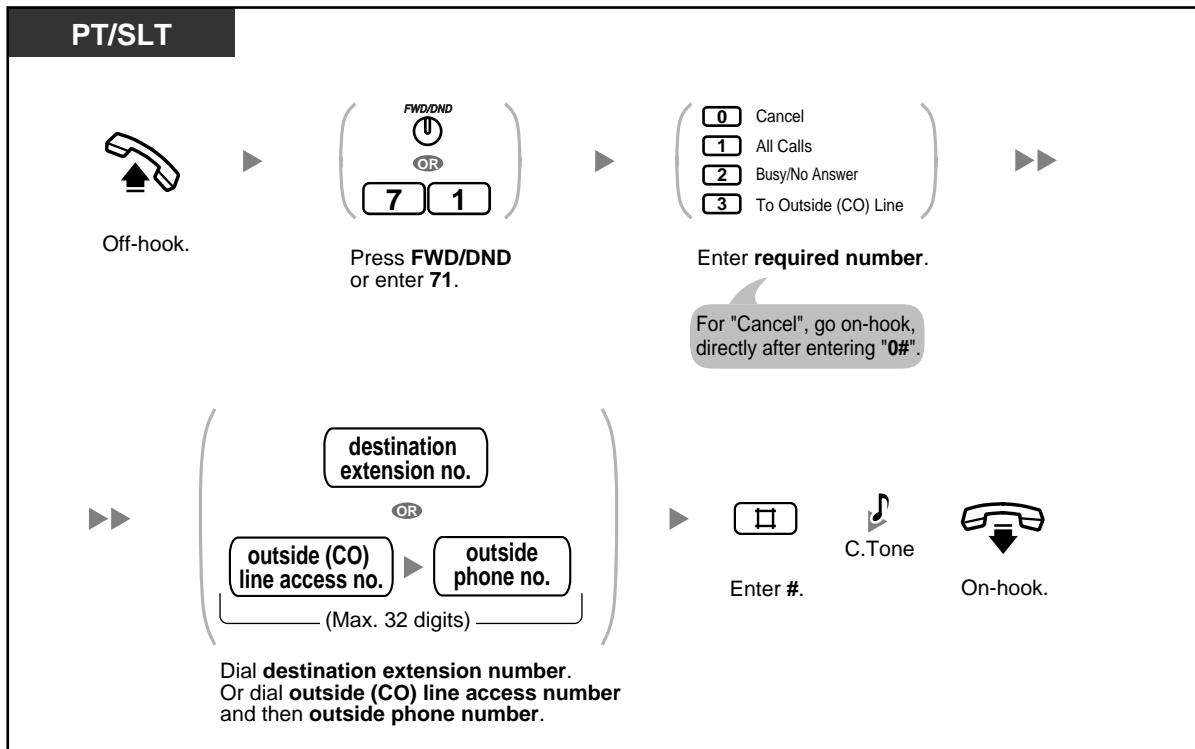 PT/SLT
FWD/DND
OR
7 1
Off-hook.
Press FWD/DND
or enter 71.
0 Cancel
1 All Calls
2 Busy/No Answer
3 To Outside (CO) Line
Enter required number.
For "Cancel", go on-hook,
directly after entering "0#".
destination
extension no.
OR
outside (CO)
line access no.
outside
phone no.
(Max. 32 digits)
Dial destination extension number.
Or dial outside (CO) line access number
and then outside phone number.
#
Enter #.
C.Tone
On-hook.